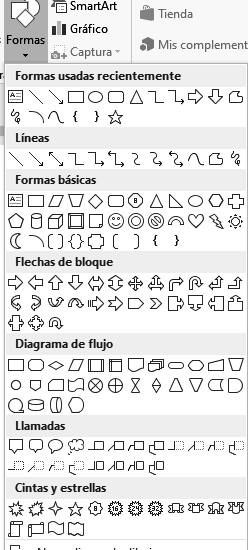 SmartArt
Formas
Gráfico
Captura
Tienda
Mis complement
Formas usadas recientemente
Líneas
Formas básicas
Flechas de bloque
Diagrama de flujo
Llamadas
Cintas y estrellas